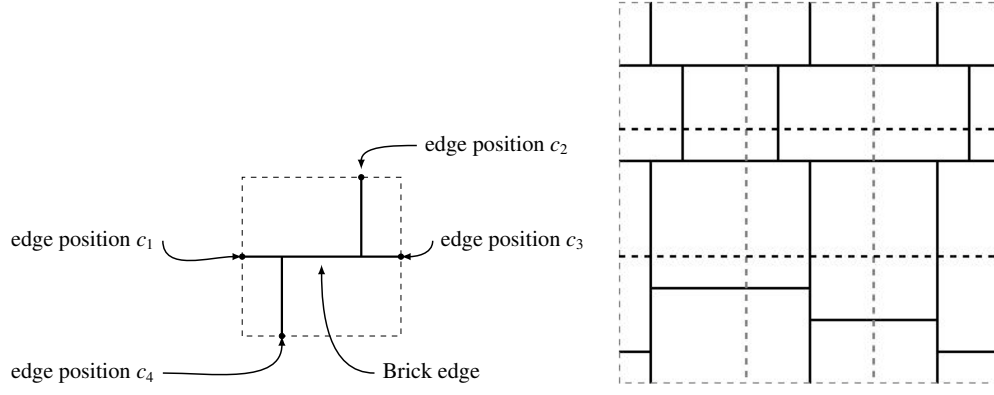 edge position c₂
edge position c₁
edge position c₃
edge position c₄
Brick edge